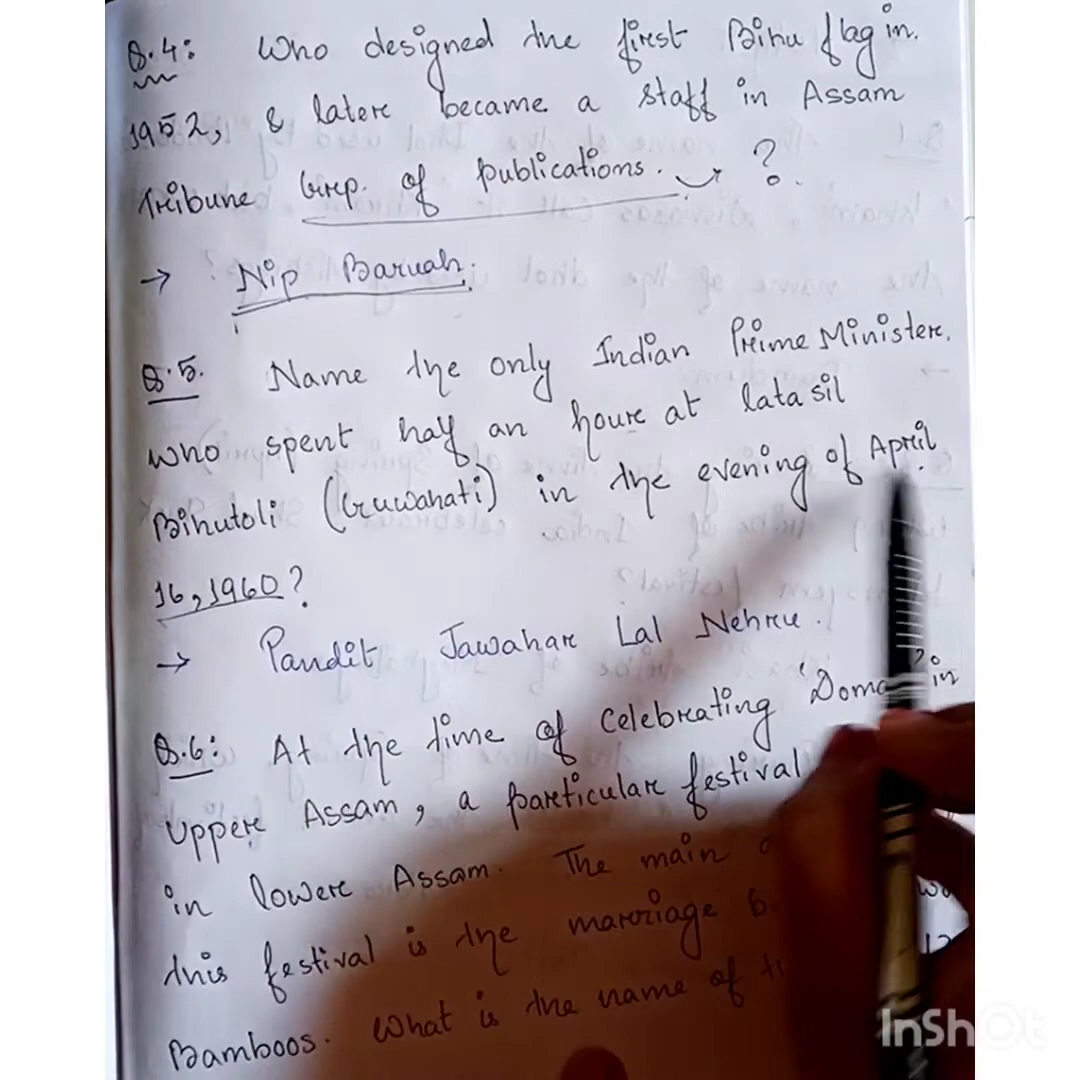 Q.4: Who designed the first Bihu flag in.
1952, & later became a staff in Assam
Tribune Grp. of publications. ?
→ Nip Baruah.
Q.5. Name the only Indian Prime Minister.
who spent half an hour at latasil
Bihutoli (Guwahati) in the evening of April
16, 1960?
→ Pandit Jawahar Lal Nehru.
Q.6: At the time of celebrating in
Upper Assam, a particular festival
in lower Assam. The main
this festival is the marriage
Bamboos. What is the name of
InShOt